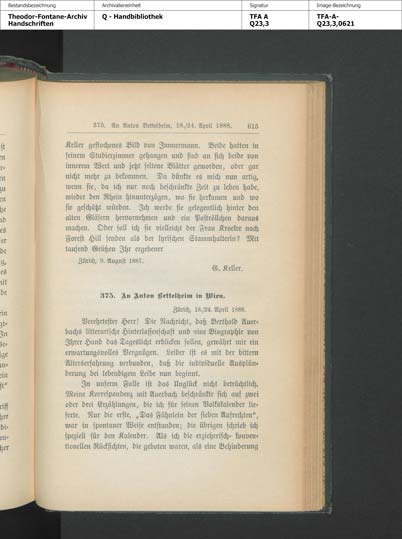 Bestandsbezeichnung
Archivalieneinheit
Signatur
Image-Bezeichnung
Theodor-Fontane-Archiv
Handschriften
Q - Handbibliothek
TFA A
Q23,3
TFA-A-
Q23,3,0621
375. An Anton Bettelheim, 18./24. April 1888. 615
Keller gestochenes Bild von Immermann. Beide hatten in
seinem Studierzimmer gehangen und sind an sich beide von
innerem Wert und jetzt seltene Blätter geworden, oder gar
nicht mehr zu bekommen. Da dünkte es mich nun artig,
wenn sie, da ich nur noch beschränkte Zeit zu leben habe,
wieder den Rhein hinunterzögen, wo sie herkamen und wo
sie geschätzt würden. Ich werde sie gelegentlich hinter den
alten Gläsern hervornehmen und ein Poströllchen daraus
machen. Oder soll ich sie vielleicht der Frau Kroeker nach
Forest Hill senden als der lyrischen Stammhalterin? Mit
tausend Grüßen Ihr ergebener
Zürich, 9. August 1887.
G. Keller.
375. An Anton Bettelheim in Wien.
Zürich, 18./24. April 1888.
Verehrtester Herr! Die Nachricht, daß Berthold Auer-
bachs litterarische Hinterlassenschaft und eine Biographie von
Ihrer Hand das Tageslicht erblicken sollen, gewährt mir ein
erwartungsvolles Vergnügen. Leider ist es mit der bittern
Alterserfahrung verbunden, daß die individuelle Ausplün-
derung bei lebendigem Leibe nun beginnt.
In unserm Falle ist das Unglück nicht beträchtlich,
Meine Korrespondenz mit Auerbach beschränkte sich auf zwei
oder drei Erzählungen, die ich für seinen Volkskalender lie-
ferte. Nur die erste, „Das Fähnlein der sieben Aufrechten“,
war in spontaner Weise entstanden; die übrigen schrieb ich
speziell für den Kalender. Als ich die erzieherisch-konven-
tionellen Rücksichten, die geboten waren, als eine Behinderung